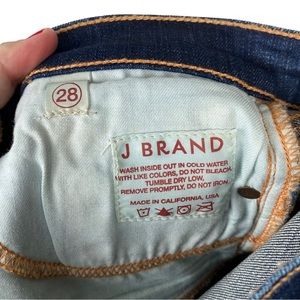 28
J BRAND
WASH INSIDE OUT IN COLD WATER
WITH LIKE COLORS, DO NOT BLEACH
TUMBLE DRY LOW,
REMOVE PROMPTLY, DO NOT IRON
MADE IN CALIFORNIA, USA